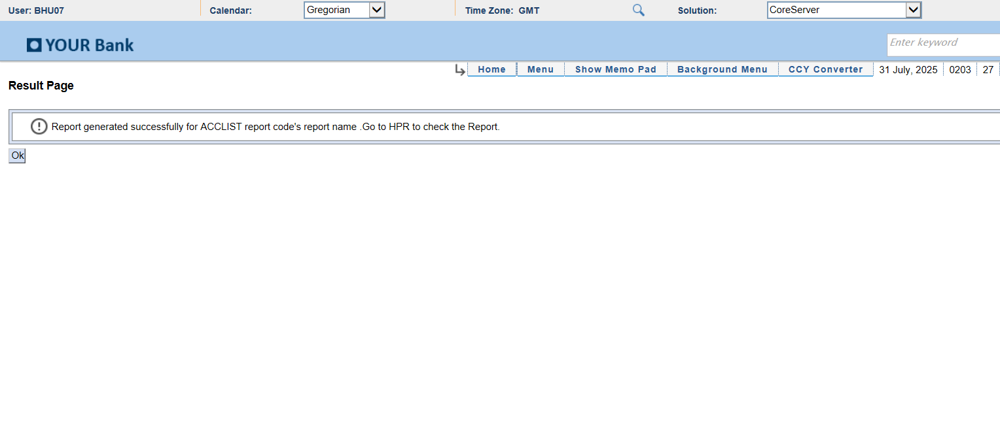 User: BHU07 Calendar: Gregorian Time Zone: GMT Solution: CoreServer
YOUR Bank Enter keyword
Home Menu Show Memo Pad Background Menu CCY Converter 31 July, 2025 0203 27
Result Page
Report generated successfully for ACCLIST report code's report name .Go to HPR to check the Report.
Ok